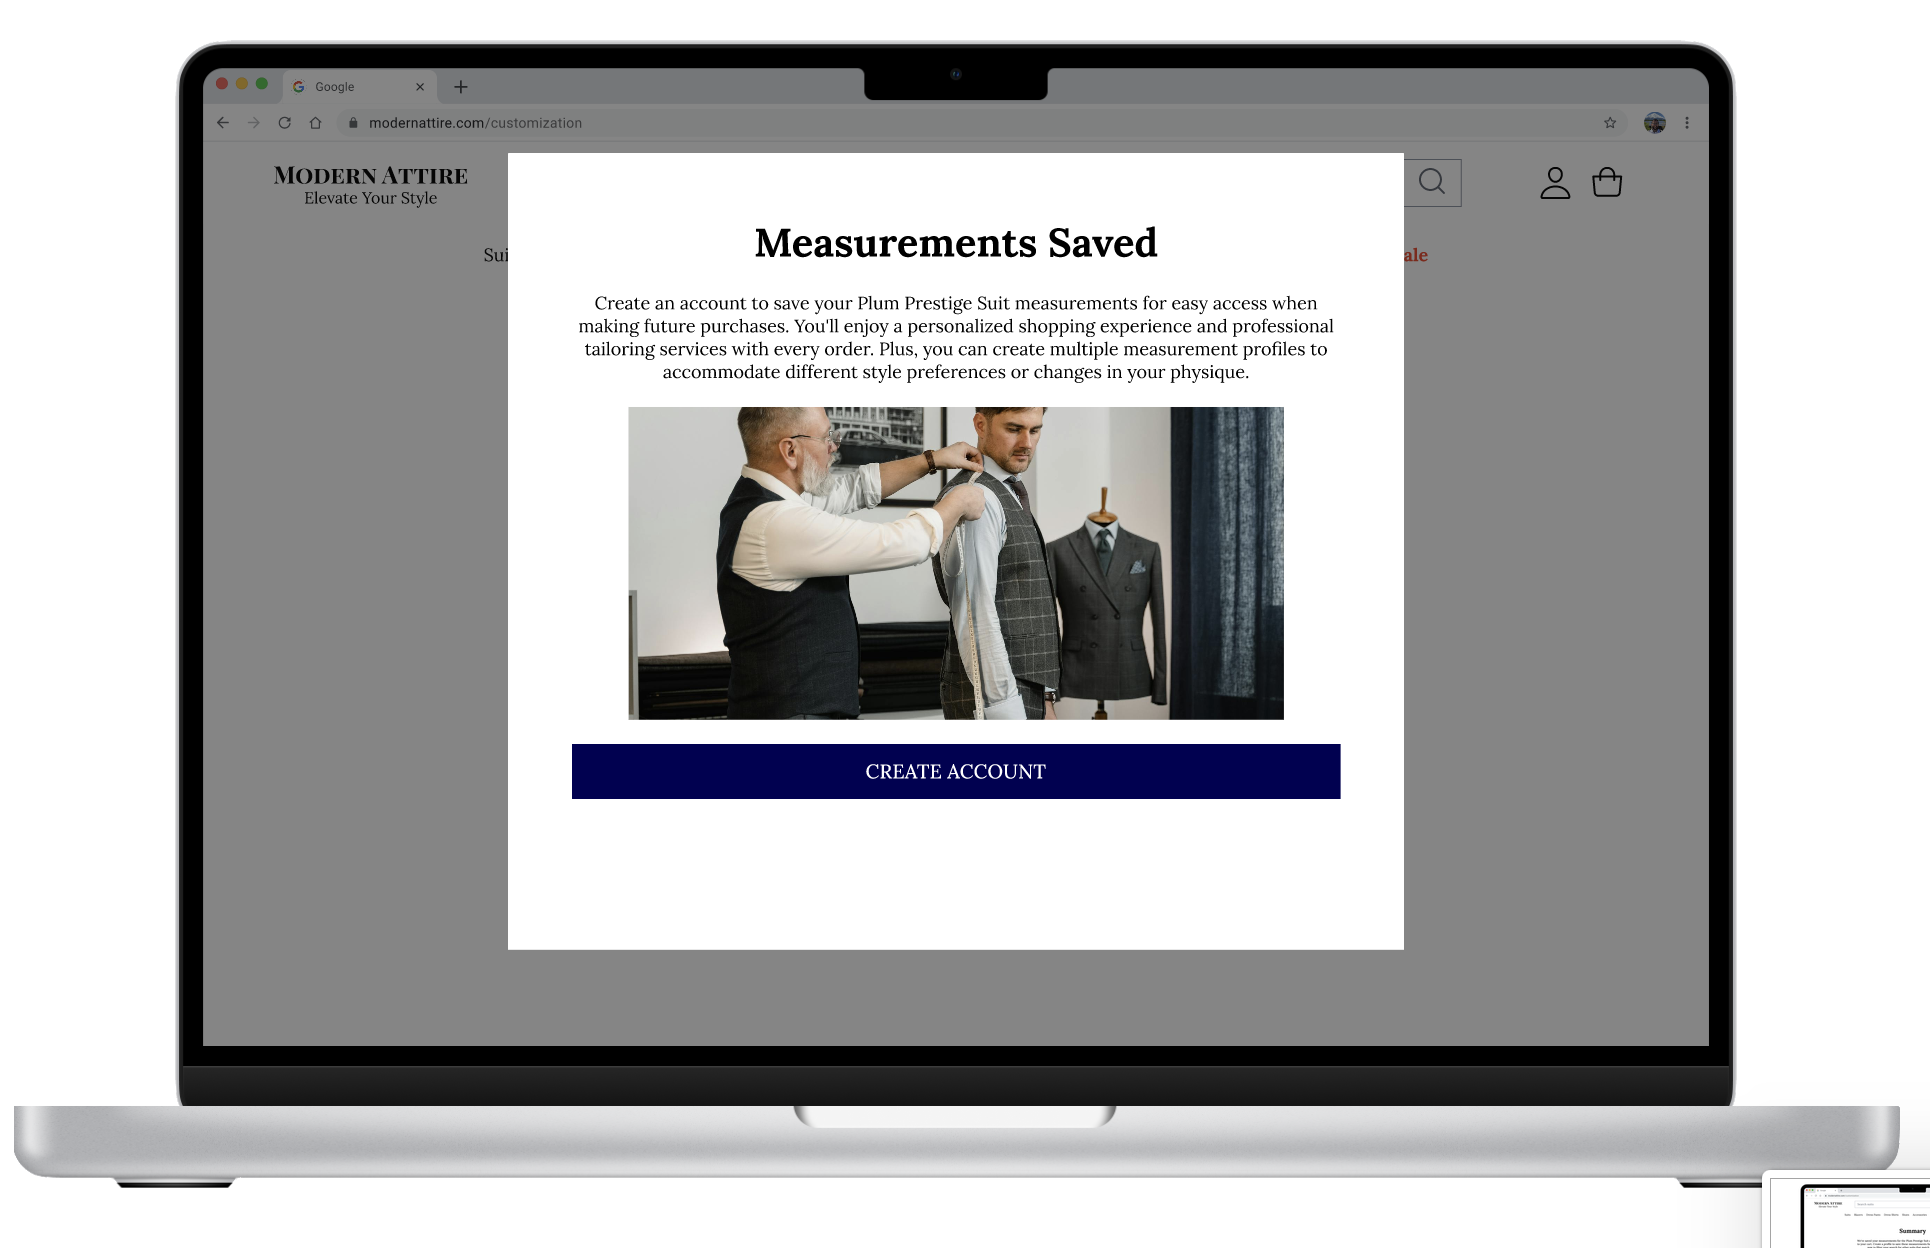 Google
modernattire.com/customization
MODERN ATTIRE
Elevate Your Style
Sui
ale
Measurements Saved
Create an account to save your Plum Prestige Suit measurements for easy access when
making future purchases. You'll enjoy a personalized shopping experience and professional
tailoring services with every order. Plus, you can create multiple measurement profiles to
accommodate different style preferences or changes in your physique.
CREATE ACCOUNT
Summary